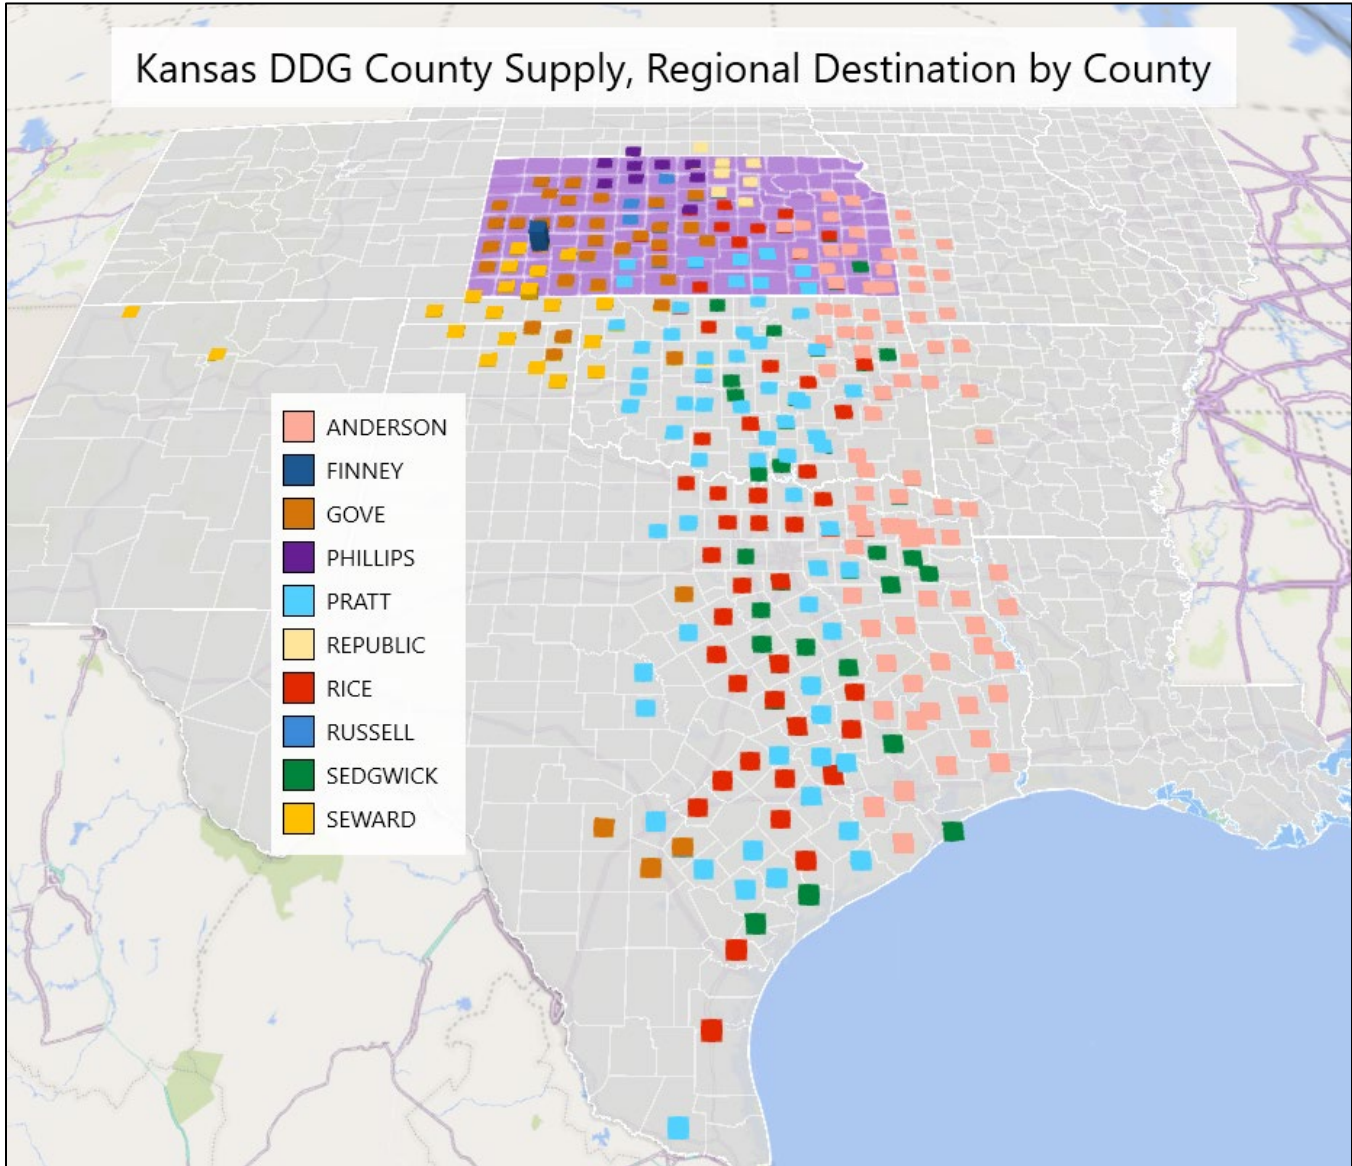 Kansas DDG County Supply, Regional Destination by County
ANDERSON
FINNEY
GOVE
PHILLIPS
PRATT
REPUBLIC
RICE
RUSSELL
SEDGWICK
SEWARD